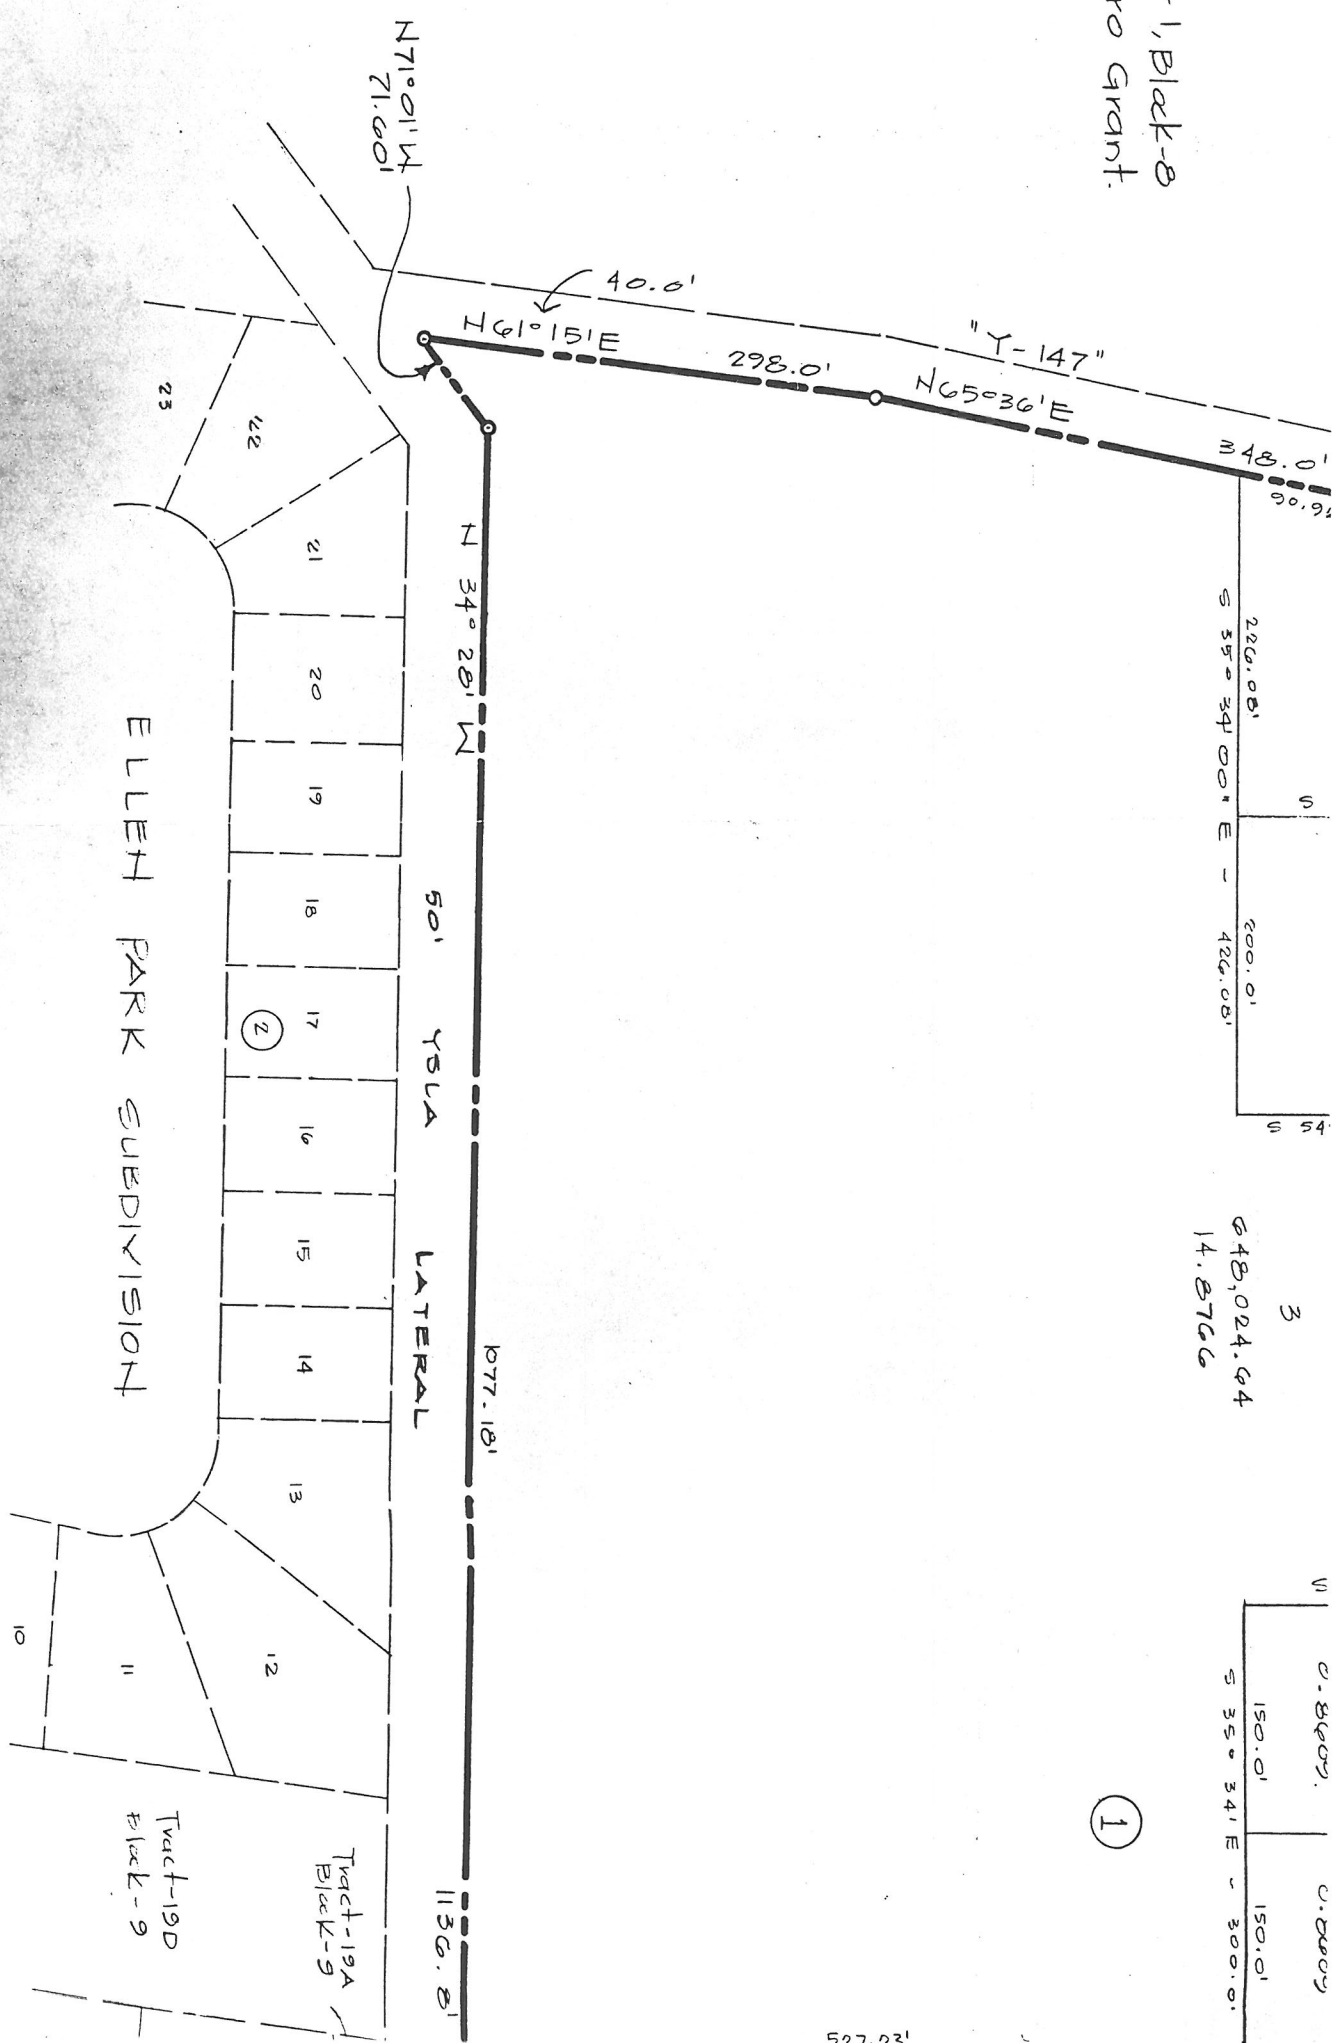 1, Block-8
ro Grant.
N71°01'W
71.601
40.0'
N61°15'E
298.0'
"Y-147"
N65°36'E
348.0'
226.08'
200.0'
S 35° 34' 00" E - 426.08'
S
S 54
3
648,024.64
14.8766
N 34° 28' W
1077.18'
1136.8'
50' YSLA LATERAL
23
22
21
20
19
18
17
2
16
15
14
13
12
11
10
ELLEN PARK SUBDIVISION
Tract-19D
Block-9
Tract-19A
Block-9
1
150.0'
150.0'
S 35° 34' E - 300.0'